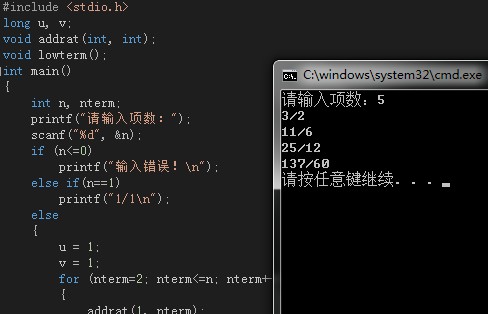 #include <stdio.h>
long u, v;
void addrat(int, int);
void lowterm();
int main()
{
int n, nterm;
printf("请输入项数：");
scanf("%d", &n);
if (n<=0)
printf("输入错误！\n");
else if(n==1)
printf("1/1\n");
else
{
u = 1;
v = 1;
for (nterm=2; nterm<=n; nterm+
{
addrat(1, nterm);
C:\windows\system32\cmd.exe
请输入项数：5
3/2
11/6
25/12
137/60
请按任意键继续. . .